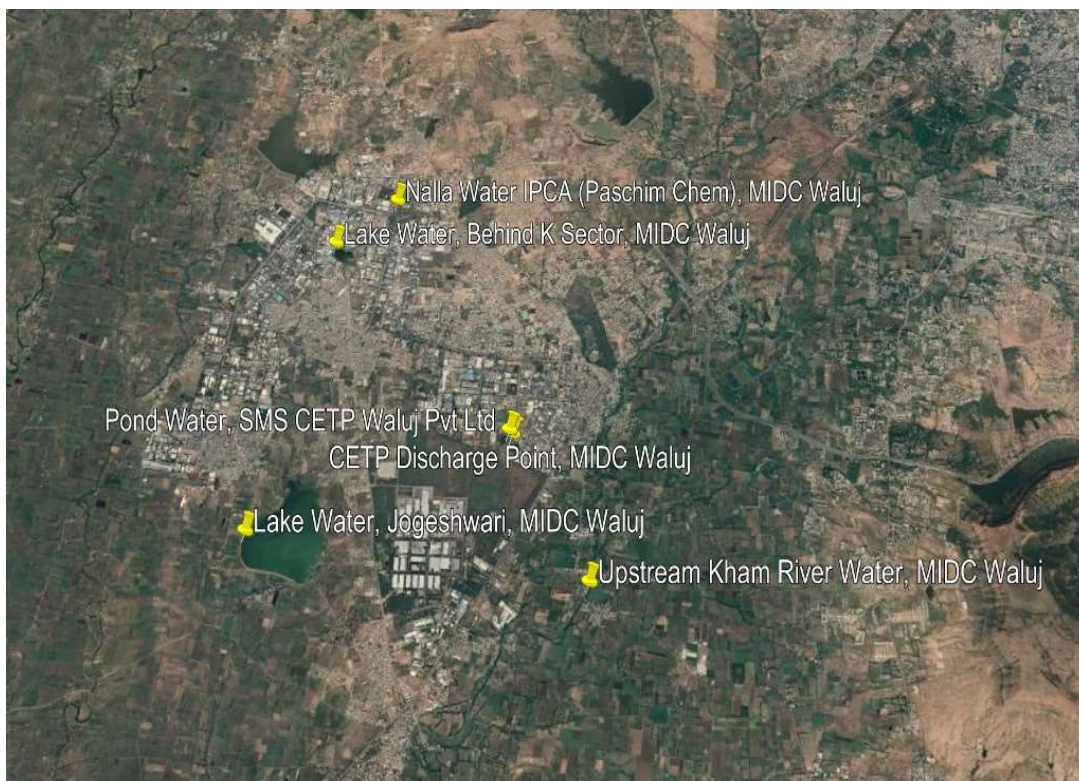 Nalla Water IPCA (Paschim Chem), MIDC Waluj
Lake Water, Behind K Sector, MIDC Waluj
Pond Water, SMS CETP Waluj Pvt Ltd
CETP Discharge Point, MIDC Waluj
Lake Water, Jogeshwari, MIDC Waluj
Upstream Kham River Water, MIDC Waluj